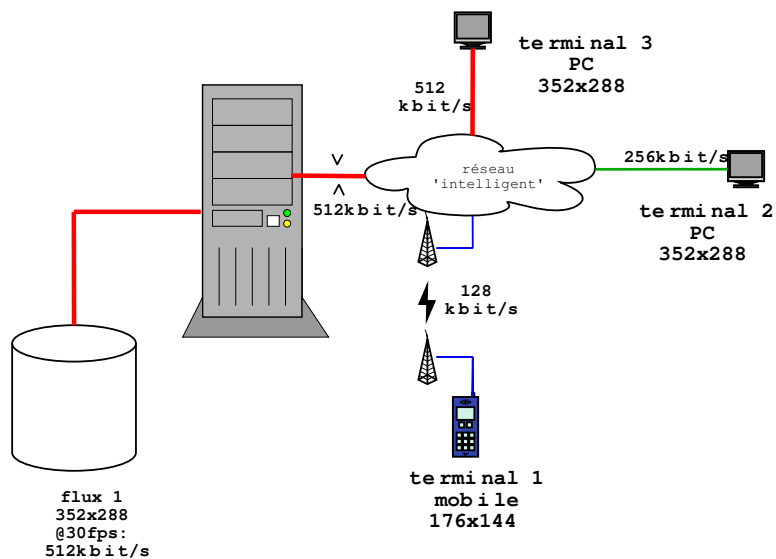 terminal 3
PC
352x288
512
kbit/s
réseau
'intelligent'
256kbit/s
>
<
512kbit/s
terminal 2
PC
352x288
128
kbit/s
terminal 1
mobile
176x144
flux 1
352x288
@30fps:
512kbit/s